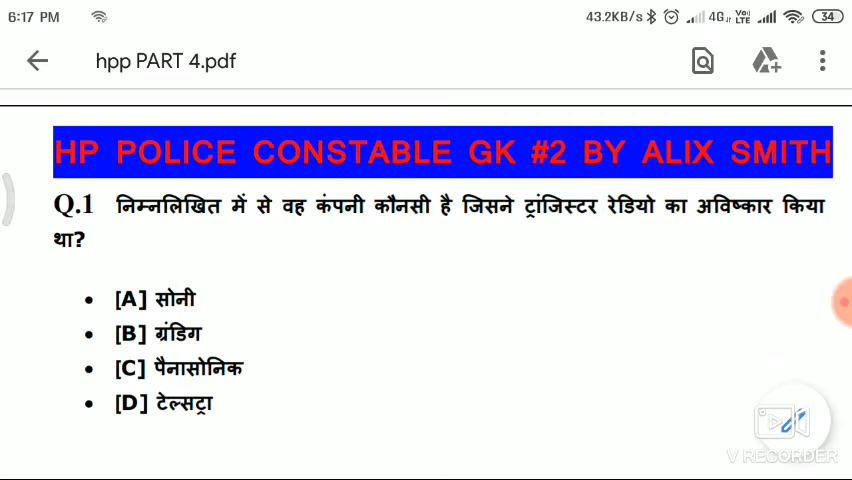 6:17 PM
43.2KB/s 4G Vo) LTE 34
hpp PART 4.pdf
HP POLICE CONSTABLE GK #2 BY ALIX SMITH
Q.1 निम्नलिखित में से वह कंपनी कौनसी है जिसने ट्रांजिस्टर रेडियो का अविष्कार किया
था?
• [A] सोनी
• [B] ग्रंडिग
• [C] पैनासोनिक
• [D] टेल्सट्रा
V RECORDER